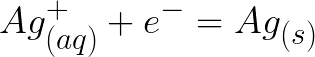 Ag⁺₍aq₎ + e⁻ = Ag₍s₎